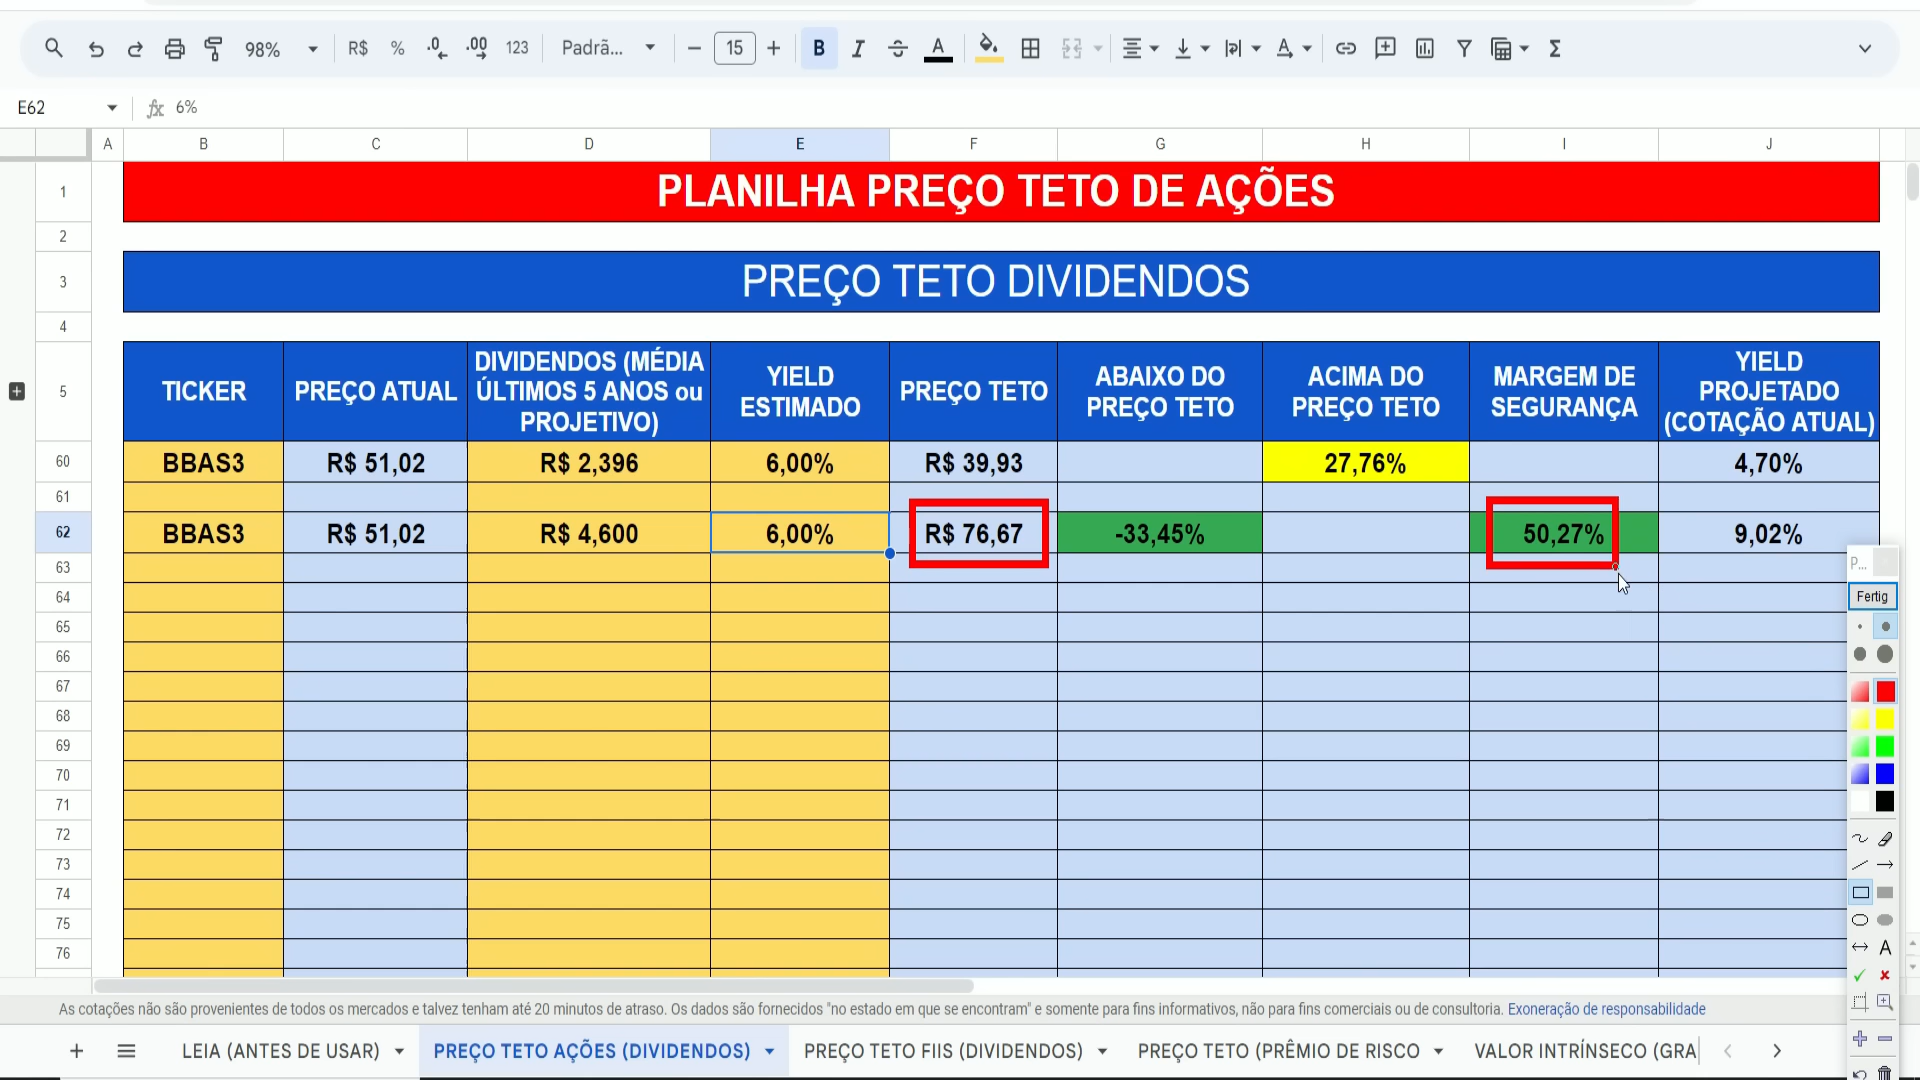 98% R$ % .0 .00 123 Padrã... 15 B I A Σ
E62 fx 6%
A B C D E F G H I J
1 PLANILHA PREÇO TETO DE AÇÕES
2
3 PREÇO TETO DIVIDENDOS
4
5 TICKER PREÇO ATUAL DIVIDENDOS (MÉDIA ÚLTIMOS 5 ANOS ou PROJETIVO) YIELD ESTIMADO PREÇO TETO ABAIXO DO PREÇO TETO ACIMA DO PREÇO TETO MARGEM DE SEGURANÇA YIELD PROJETADO (COTAÇÃO ATUAL)
60 BBAS3 R$ 51,02 R$ 2,396 6,00% R$ 39,93 27,76% 4,70%
61
62 BBAS3 R$ 51,02 R$ 4,600 6,00% R$ 76,67 -33,45% 50,27% 9,02%
63
64
65
66
67
68
69
70
71
72
73
74
75
76
P...
Fertig
A
As cotações não são provenientes de todos os mercados e talvez tenham até 20 minutos de atraso. Os dados são fornecidos "no estado em que se encontram" e somente para fins informativos, não para fins comerciais ou de consultoria. Exoneração de responsabilidade
LEIA (ANTES DE USAR) PREÇO TETO AÇÕES (DIVIDENDOS) PREÇO TETO FIIS (DIVIDENDOS) PREÇO TETO (PRÊMIO DE RISCO VALOR INTRÍNSECO (GRA